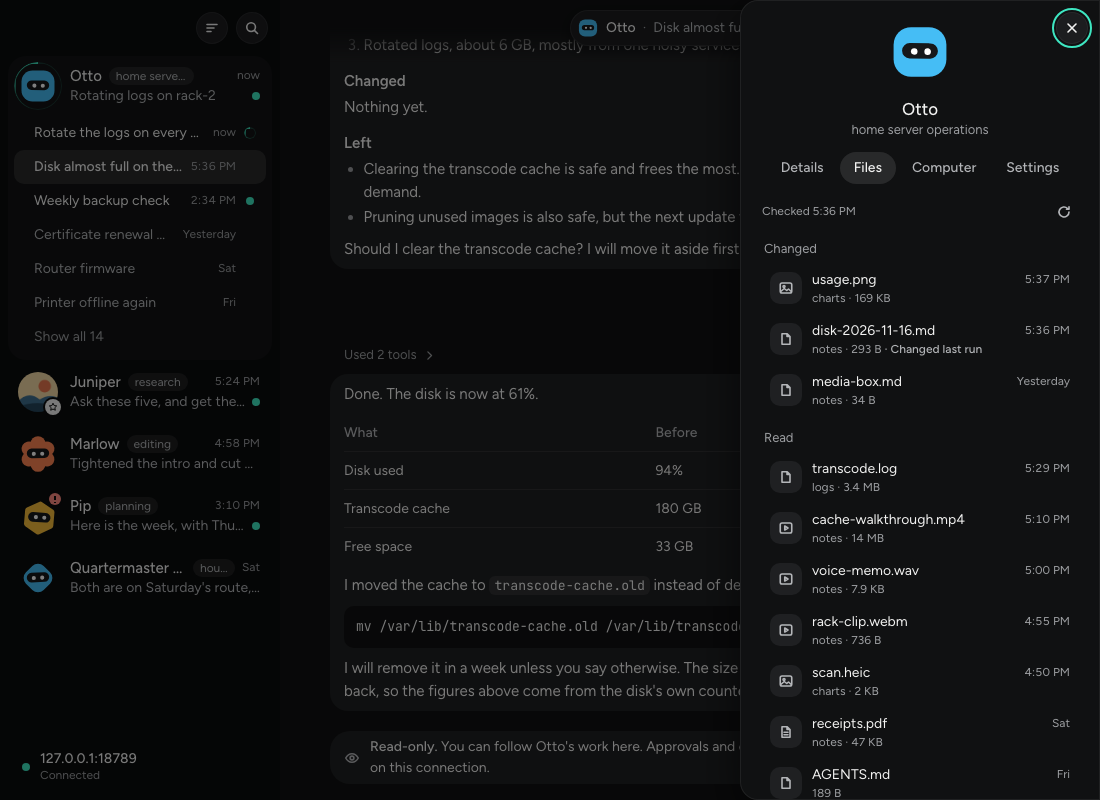 Otto home serve... now
Rotating logs on rack-2
Rotate the logs on every ... now
Disk almost full on the... 5:36 PM
Weekly backup check 2:34 PM
Certificate renewal ... Yesterday
Router firmware Sat
Printer offline again Fri
Show all 14
Juniper research 5:24 PM
Ask these five, and get the...
Marlow editing 4:58 PM
Tightened the intro and cut ...
Pip planning 3:10 PM
Here is the week, with Thu...
Quartermaster ... hou... Sat
Both are on Saturday's route,...
127.0.0.1:18789
Connected
Otto · Disk almost fu
3. Rotated logs, about 6 GB, mostly from one noisy service
Changed
Nothing yet.
Left
• Clearing the transcode cache is safe and frees the most.
demand.
• Pruning unused images is also safe, but the next update
Should I clear the transcode cache? I will move it aside first
Used 2 tools
Done. The disk is now at 61%.
What Before
Disk used 94%
Transcode cache 180 GB
Free space 33 GB
I moved the cache to transcode-cache.old instead of de
mv /var/lib/transcode-cache.old /var/lib/transcode
I will remove it in a week unless you say otherwise. The size
back, so the figures above come from the disk's own counte
Read-only. You can follow Otto's work here. Approvals and
on this connection.
Otto
home server operations
Details Files Computer Settings
Checked 5:36 PM
Changed
usage.png 5:37 PM
charts · 169 KB
disk-2026-11-16.md 5:36 PM
notes · 293 B · Changed last run
media-box.md Yesterday
notes · 34 B
Read
transcode.log 5:29 PM
logs · 3.4 MB
cache-walkthrough.mp4 5:10 PM
notes · 14 MB
voice-memo.wav 5:00 PM
notes · 7.9 KB
rack-clip.webm 4:55 PM
notes · 736 B
scan.heic 4:50 PM
charts · 2 KB
receipts.pdf Sat
notes · 47 KB
AGENTS.md Fri
189 B